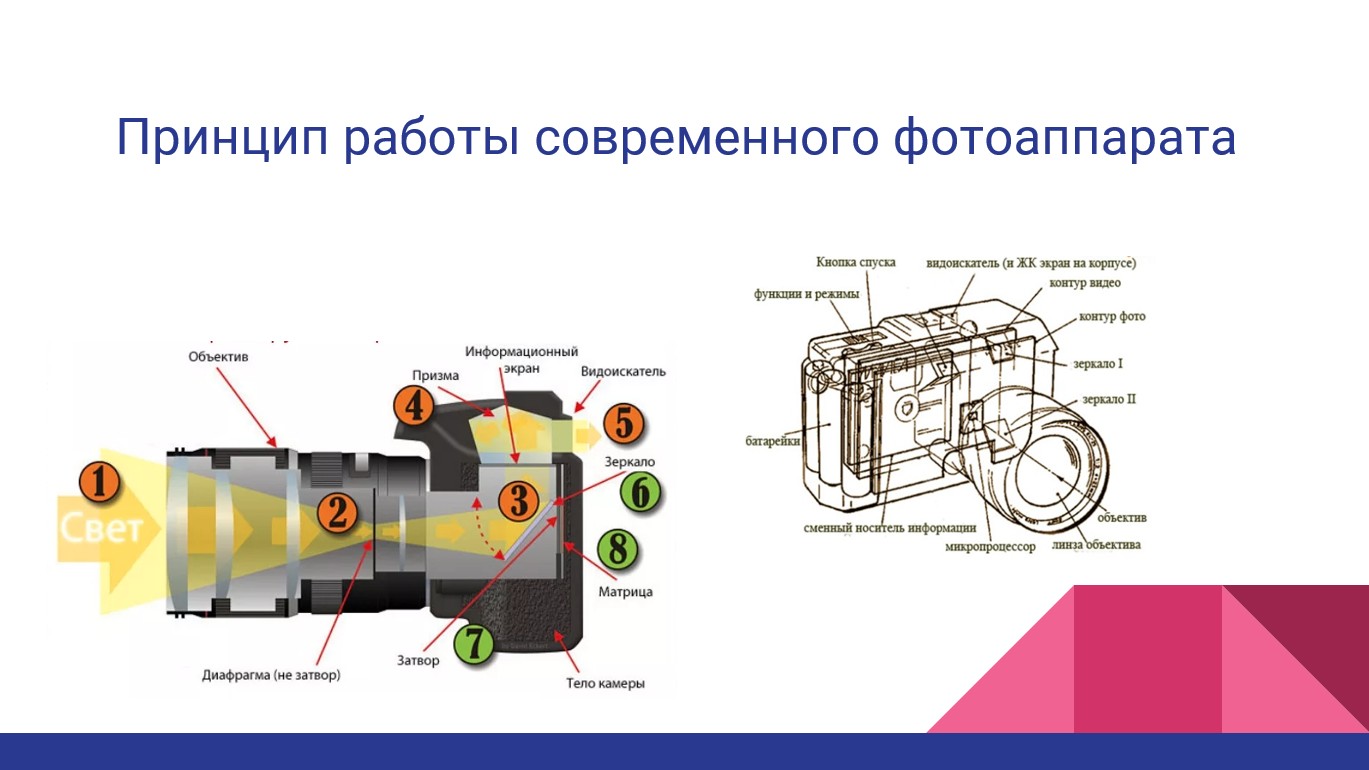 Принцип работы современного фотоаппарата
Объектив
Информационный
экран
Призма
Видоискатель
4
5
Зеркало
1
6
3
2
Свет
8
Матрица
7
Затвор
Диафрагма (не затвор)
Тело камеры
Кнопка спуска
видоискатель (и ЖК экран на корпусе)
контур видео
функции и режимы
контур фото
зеркало I
зеркало II
батарейки
объектив
сменный носитель информации
микропроцессор
линза объектива